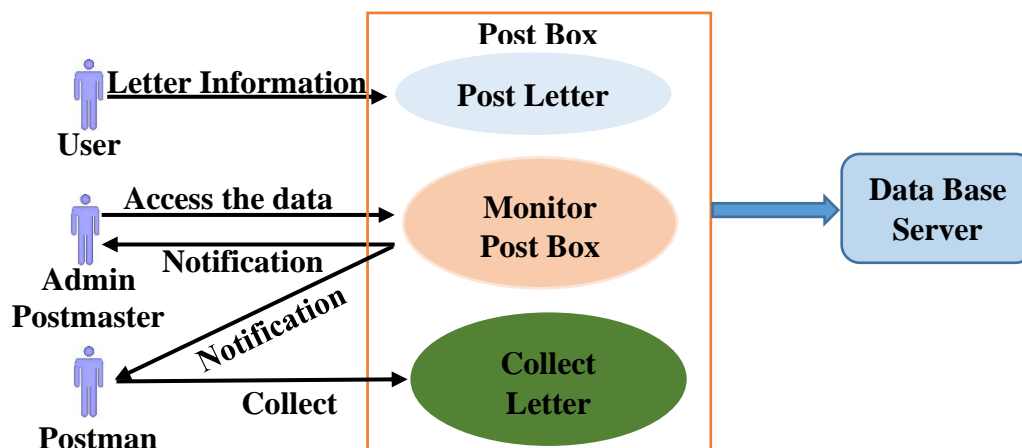 Post Box
Letter Information
Post Letter
User
Access the data
Monitor
Post Box
Data Base
Server
Notification
Admin
Postmaster
Notification
Collect
Letter
Collect
Postman